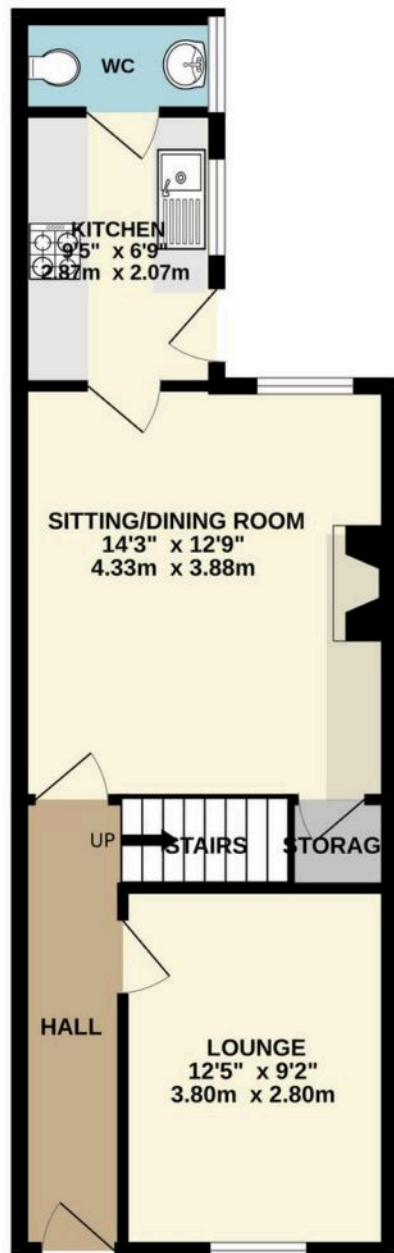 WC
KITCHEN
9'5" x 6'9"
2.87m x 2.07m
SITTING/DINING ROOM
14'3" x 12'9"
4.33m x 3.88m
UP
STAIRS
STORAG
HALL
LOUNGE
12'5" x 9'2"
3.80m x 2.80m